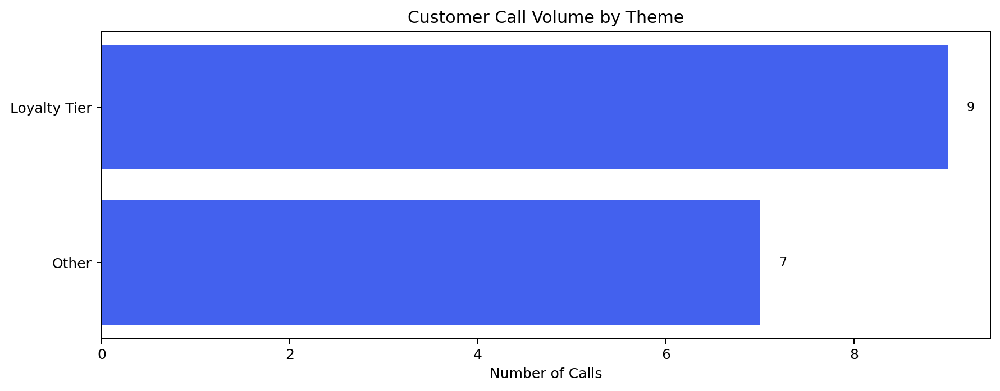 Customer Call Volume by Theme
Loyalty Tier
9
Other
7
0 2 4 6 8
Number of Calls